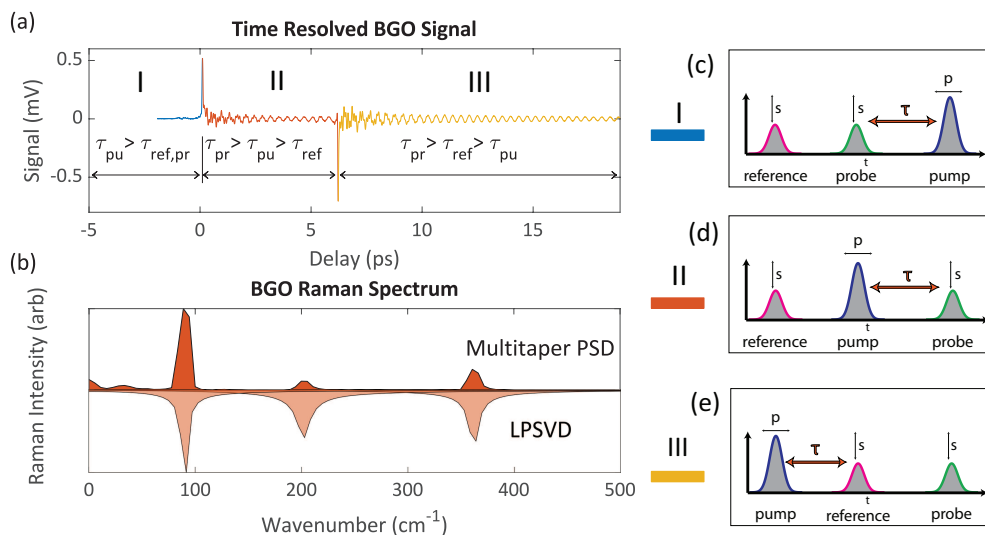 (a)
Time Resolved BGO Signal
Signal (mV)
0.5
0
-0.5
I
II
III
τpu > τref,pr
τpr > τpu > τref
τpr > τref > τpu
-5
0
5
10
15
Delay (ps)
(b)
BGO Raman Spectrum
Raman Intensity (arb)
Multitaper PSD
LPSVD
0
100
200
300
400
500
Wavenumber (cm⁻¹)
(c)
I
s
s
τ
p
t
reference
probe
pump
(d)
II
s
p
τ
s
t
reference
pump
probe
(e)
III
p
τ
s
s
t
pump
reference
probe